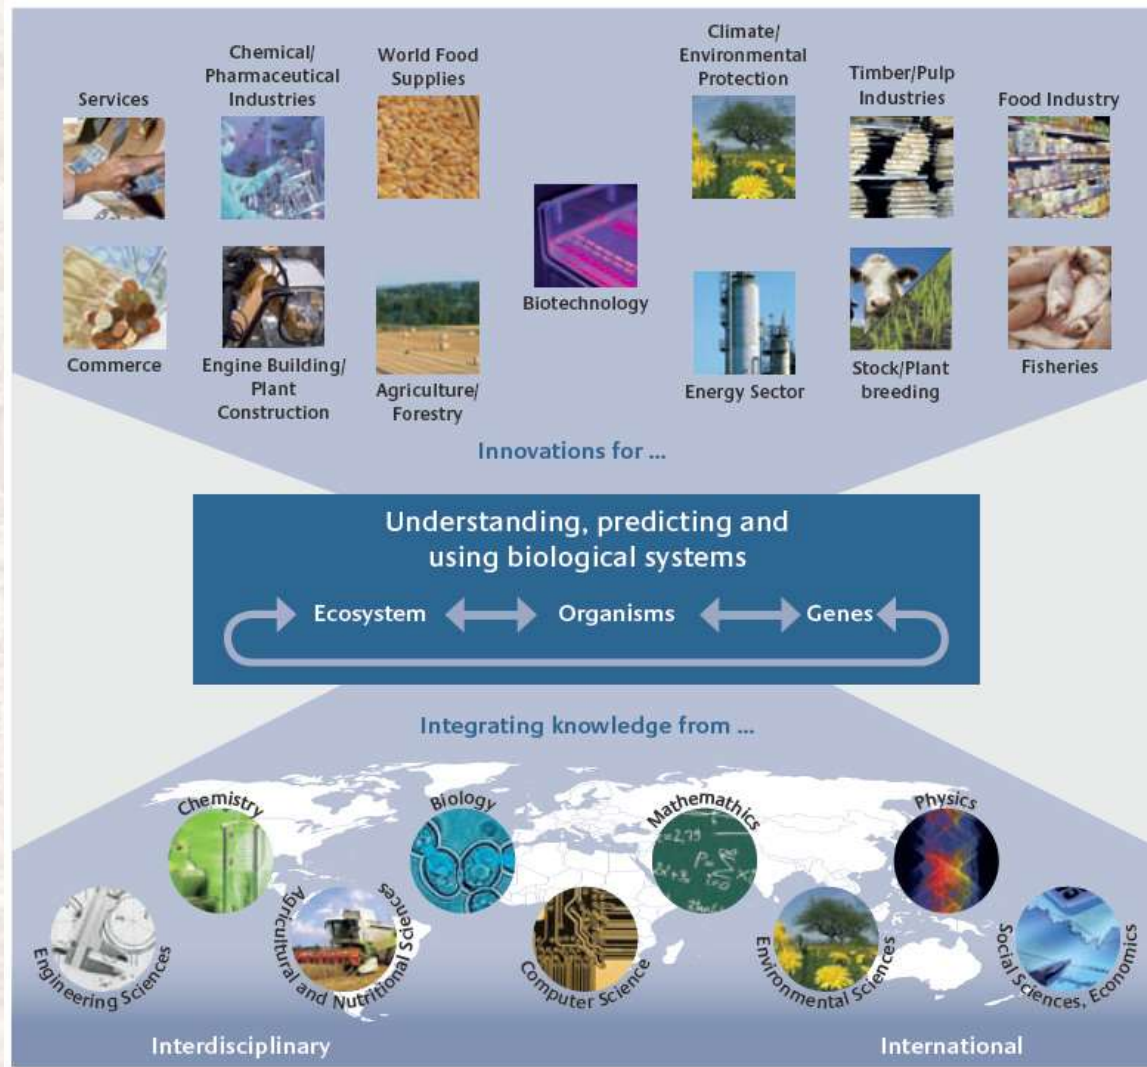 Services
Chemical/
Pharmaceutical
Industries
World Food
Supplies
Climate/
Environmental
Protection
Timber/Pulp
Industries
Food Industry
Biotechnology
Commerce
Engine Building/
Plant
Construction
Agriculture/
Forestry
Energy Sector
Stock/Plant
breeding
Fisheries
Innovations for ...
Understanding, predicting and
using biological systems
Ecosystem
Organisms
Genes
Integrating knowledge from ...
Chemistry
Biology
Mathemathics
Physics
Engineering Sciences
Agricultural and Nutritional Sciences
Computer Science
Environmental Sciences
Social Sciences, Economics
Interdisciplinary
International